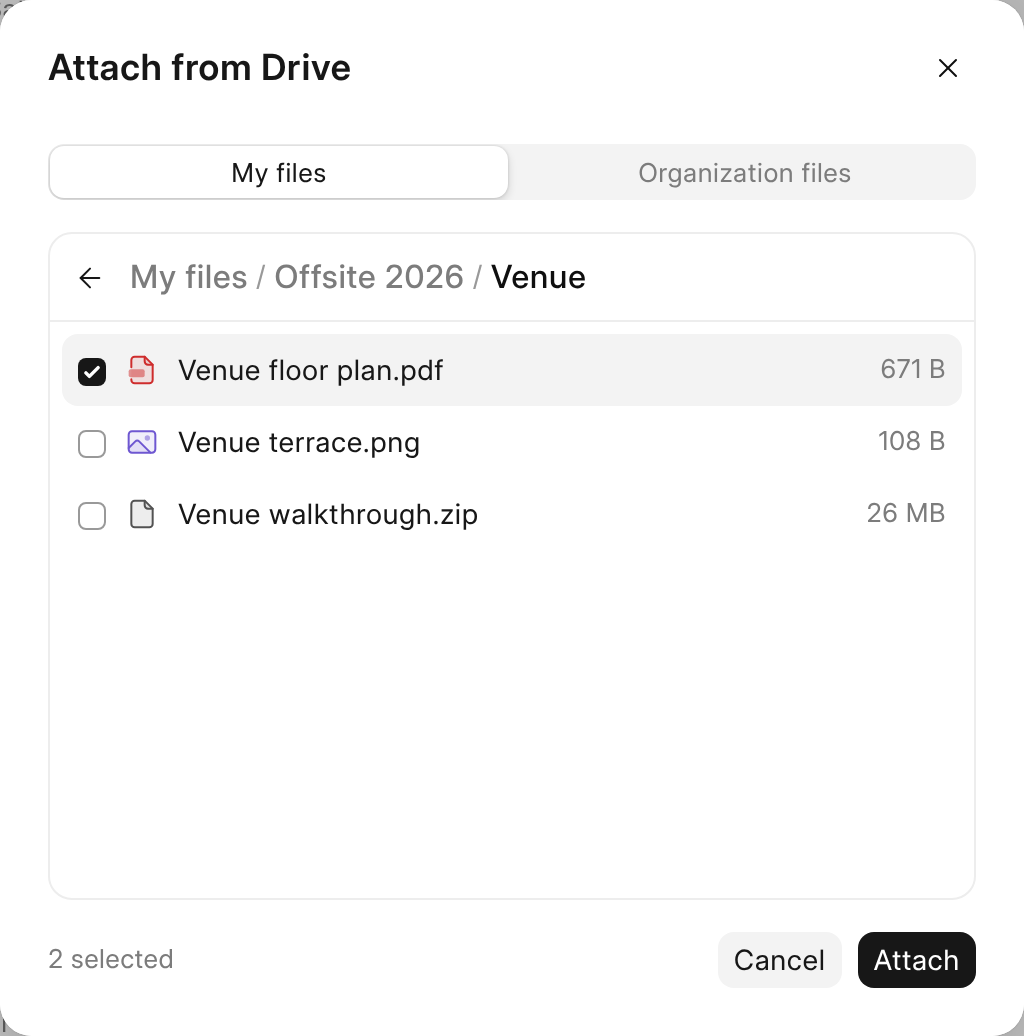 Attach from Drive
My files
Organization files
My files / Offsite 2026 / Venue
Venue floor plan.pdf 671 B
Venue terrace.png 108 B
Venue walkthrough.zip 26 MB
2 selected
Cancel
Attach